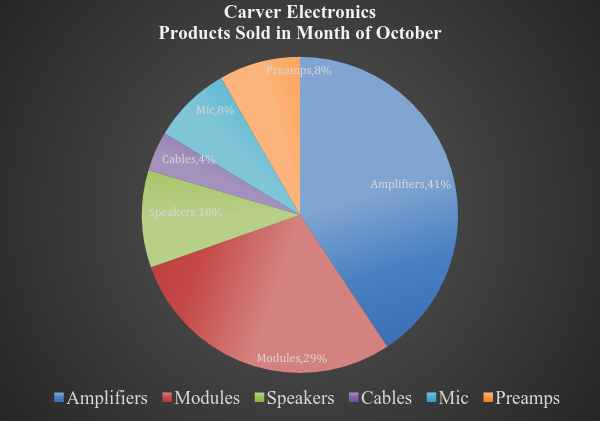 Carver Electronics
Products Sold in Month of October
Preamps,8%
Mic,8%
Cables,4%
Amplifiers,41%
Speakers,10%
Modules,29%
Amplifiers Modules Speakers Cables Mic Preamps